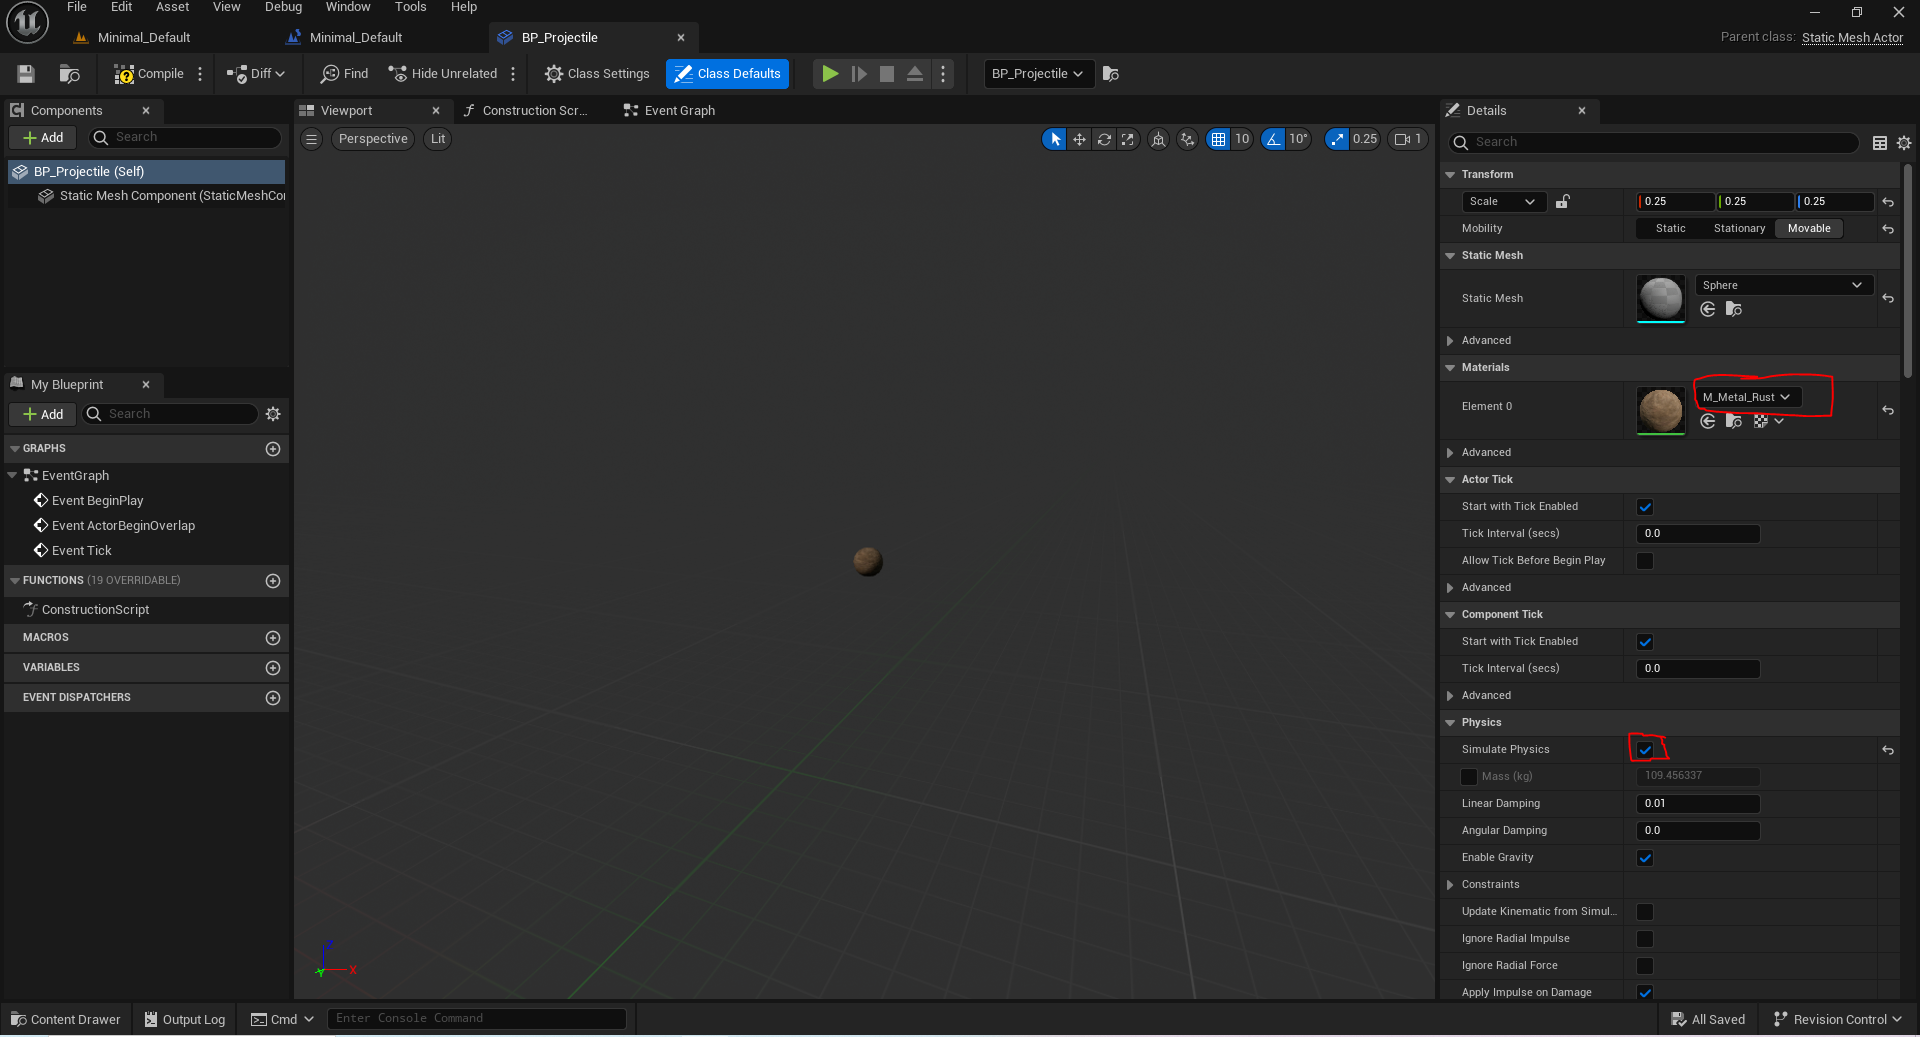 File Edit Asset View Debug Window Tools Help
Minimal_Default
Minimal_Default
BP_Projectile
Parent class: Static Mesh Actor
Compile
Diff
Find
Hide Unrelated
Class Settings
Class Defaults
BP_Projectile
Components
Add
Search
BP_Projectile (Self)
Static Mesh Component (StaticMeshCor
My Blueprint
Add
Search
GRAPHS
EventGraph
Event BeginPlay
Event ActorBeginOverlap
Event Tick
FUNCTIONS (19 OVERRIDABLE)
ConstructionScript
MACROS
VARIABLES
EVENT DISPATCHERS
Viewport
Construction Scr...
Event Graph
Perspective
Lit
10
10°
0.25
1
Z
Y
X
Details
Search
Transform
Scale
0.25
0.25
0.25
Mobility
Static
Stationary
Movable
Static Mesh
Static Mesh
Sphere
Advanced
Materials
Element 0
M_Metal_Rust
Advanced
Actor Tick
Start with Tick Enabled
Tick Interval (secs)
0.0
Allow Tick Before Begin Play
Advanced
Component Tick
Start with Tick Enabled
Tick Interval (secs)
0.0
Advanced
Physics
Simulate Physics
Mass (kg)
109.456337
Linear Damping
0.01
Angular Damping
0.0
Enable Gravity
Constraints
Update Kinematic from Simul...
Ignore Radial Impulse
Ignore Radial Force
Apply Impulse on Damage
Content Drawer
Output Log
Cmd
Enter Console Command
All Saved
Revision Control